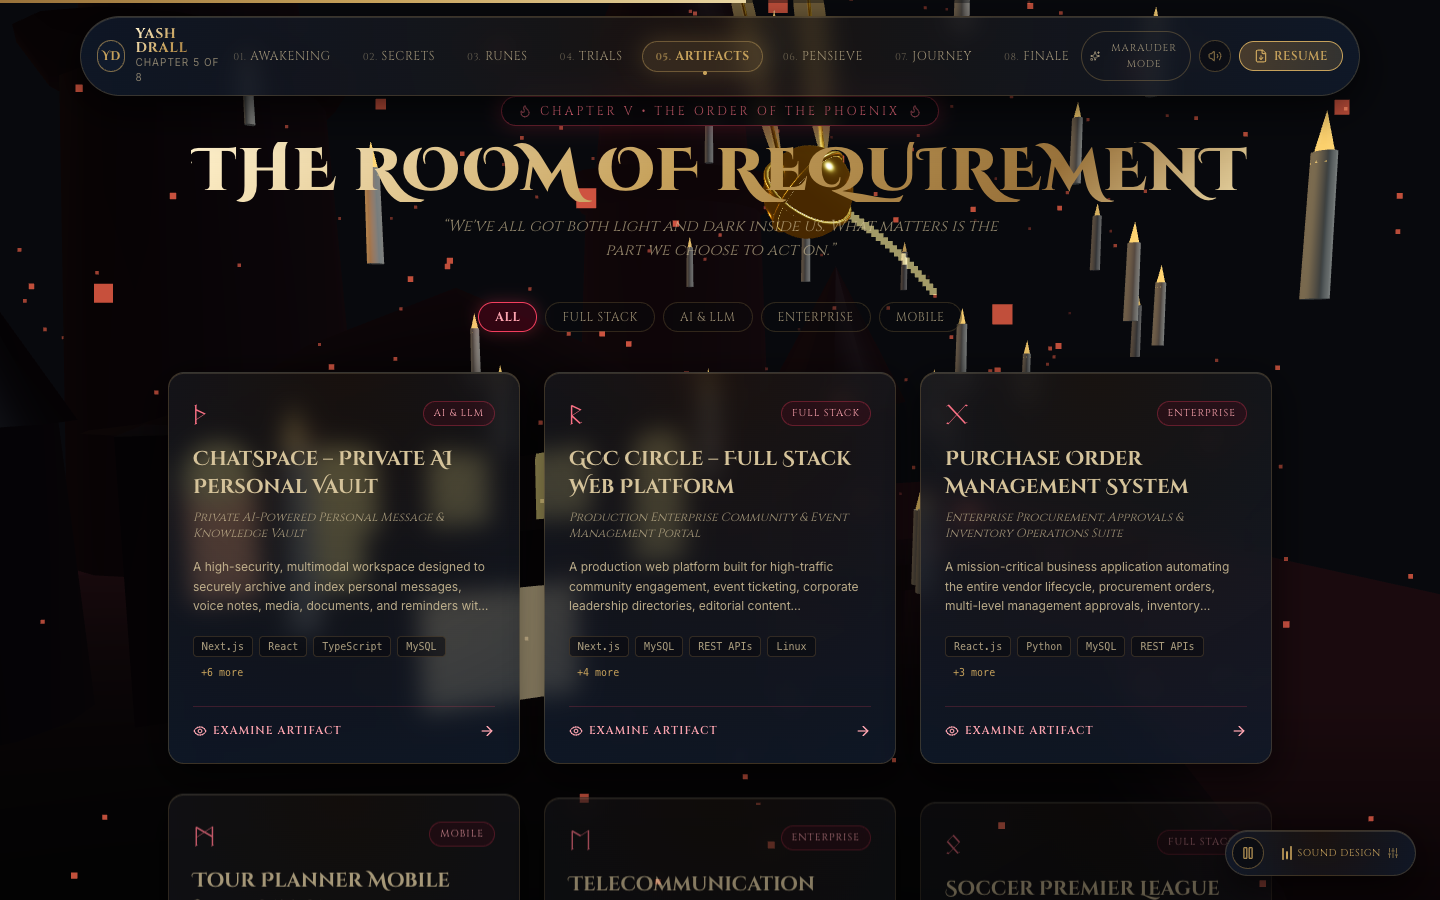 YD
YASH DRALL
CHAPTER 5 OF 8
01. AWAKENING
02. SECRETS
03. RUNES
04. TRIALS
05. ARTIFACTS
06. PENSIEVE
07. JOURNEY
08. FINALE
MARAUDER MODE
RESUME
CHAPTER V • THE ORDER OF THE PHOENIX
THE ROOM OF REQUIREMENT
“WE'VE ALL GOT BOTH LIGHT AND DARK INSIDE US. WHAT MATTERS IS THE
PART WE CHOOSE TO ACT ON.”
ALL
FULL STACK
AI & LLM
ENTERPRISE
MOBILE
ᚦ
AI & LLM
CHATSPACE – PRIVATE AI
PERSONAL VAULT
PRIVATE AI-POWERED PERSONAL MESSAGE &
KNOWLEDGE VAULT
A high-security, multimodal workspace designed to
securely archive and index personal messages,
voice notes, media, documents, and reminders wit...
Next.js
React
TypeScript
MySQL
+6 more
EXAMINE ARTIFACT
ᚱ
FULL STACK
GCC CIRCLE – FULL STACK
WEB PLATFORM
PRODUCTION ENTERPRISE COMMUNITY & EVENT
MANAGEMENT PORTAL
A production web platform built for high-traffic
community engagement, event ticketing, corporate
leadership directories, editorial content...
Next.js
MySQL
REST APIs
Linux
+4 more
EXAMINE ARTIFACT
ᚷ
ENTERPRISE
PURCHASE ORDER
MANAGEMENT SYSTEM
ENTERPRISE PROCUREMENT, APPROVALS &
INVENTORY OPERATIONS SUITE
A mission-critical business application automating
the entire vendor lifecycle, procurement orders,
multi-level management approvals, inventory...
React.js
Python
MySQL
REST APIs
+3 more
EXAMINE ARTIFACT
ᛗ
MOBILE
TOUR PLANNER MOBILE
ᛖ
ENTERPRISE
TELECOMMUNICATION
ᛟ
FULL STACK
SOCCER PREMIER LEAGUE
SOUND DESIGN